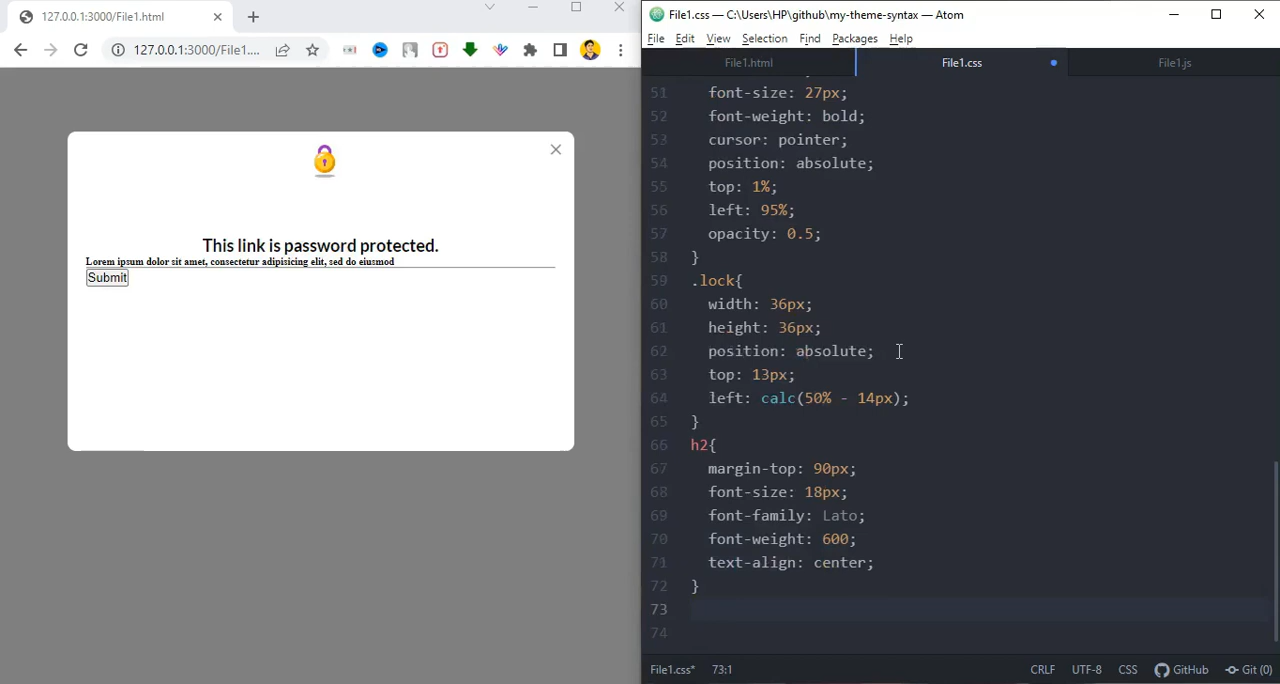 127.0.0.1:3000/File1.html
127.0.0.1:3000/File1....
This link is password protected.
Lorem ipsum dolor sit amet, consectetur adipisicing elit, sed do eiusmod
Submit
File1.css — C:\Users\HP\github\my-theme-syntax — Atom
File Edit View Selection Find Packages Help
File1.html File1.css File1.js
51 font-size: 27px;
52 font-weight: bold;
53 cursor: pointer;
54 position: absolute;
55 top: 1%;
56 left: 95%;
57 opacity: 0.5;
58 }
59 .lock{
60 width: 36px;
61 height: 36px;
62 position: absolute;
63 top: 13px;
64 left: calc(50% - 14px);
65 }
66 h2{
67 margin-top: 90px;
68 font-size: 18px;
69 font-family: Lato;
70 font-weight: 600;
71 text-align: center;
72 }
73
74
File1.css* 73:1 CRLF UTF-8 CSS GitHub Git (0)